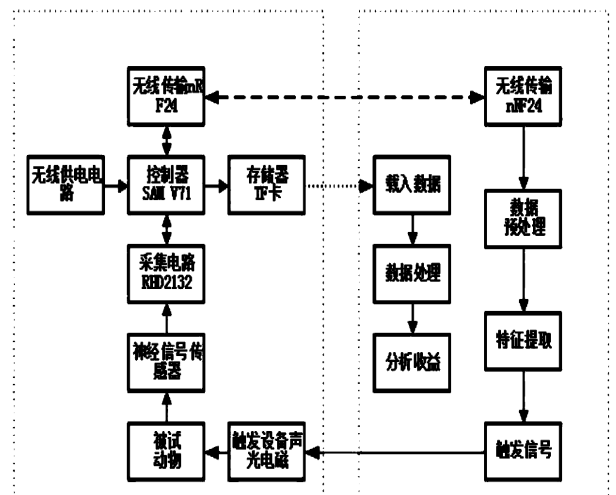 无线传输nR
F24
无线传输
nRF24
无线供电电
路
控制器
SAM V71
存储器
TF卡
载入数据
数据
预处理
采集电路
RHD2132
数据处理
神经信号传
感器
分析收益
特征提取
被试
动物
触发设备声
光电磁
触发信号